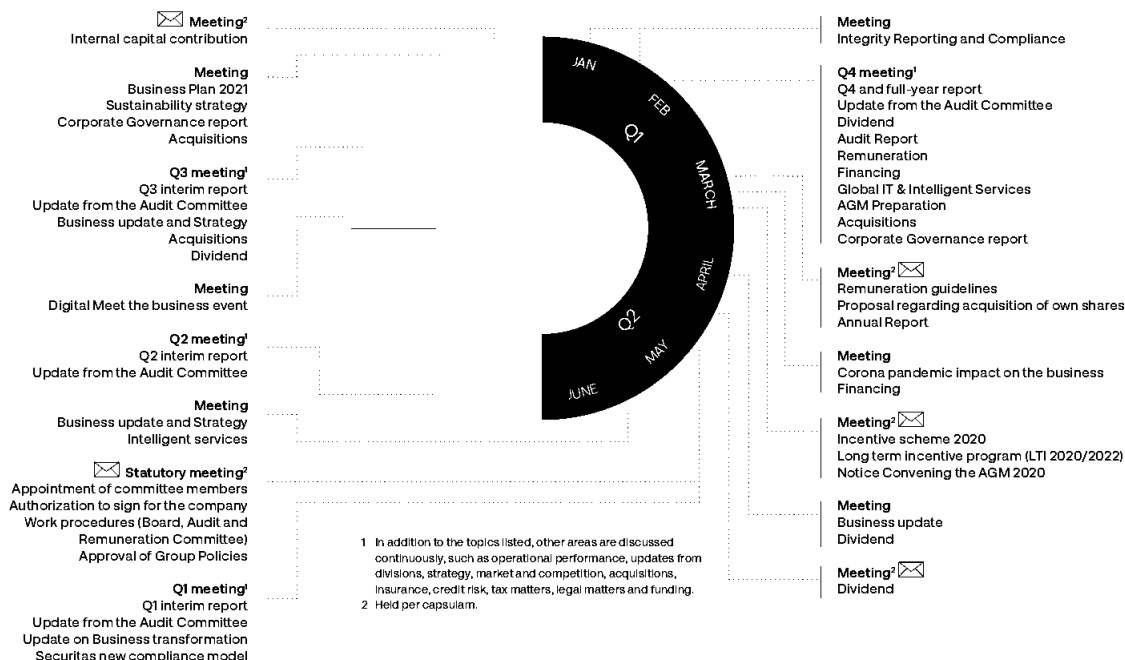 Meeting²
Internal capital contribution
Meeting
Business Plan 2021
Sustainability strategy
Corporate Governance report
Acquisitions
Q3 meeting¹
Q3 interim report
Update from the Audit Committee
Business update and Strategy
Acquisitions
Dividend
Meeting
Digital Meet the business event
Q2 meeting¹
Q2 interim report
Update from the Audit Committee
Meeting
Business update and Strategy
Intelligent services
Statutory meeting²
Appointment of committee members
Authorization to sign for the company
Work procedures (Board, Audit and
Remuneration Committee)
Approval of Group Policies
Q1 meeting¹
Q1 interim report
Update from the Audit Committee
Update on Business transformation
Securitas new compliance model
JAN
FEB
Q1
MARCH
APRIL
Q2
MAY
JUNE
1 In addition to the topics listed, other areas are discussed
continuously, such as operational performance, updates from
divisions, strategy, market and competition, acquisitions,
insurance, credit risk, tax matters, legal matters and funding.
2 Held per capsulam.
Meeting
Integrity Reporting and Compliance
Q4 meeting¹
Q4 and full-year report
Update from the Audit Committee
Dividend
Audit Report
Remuneration
Financing
Global IT & Intelligent Services
AGM Preparation
Acquisitions
Corporate Governance report
Meeting²
Remuneration guidelines
Proposal regarding acquisition of own shares
Annual Report
Meeting
Corona pandemic impact on the business
Financing
Meeting²
Incentive scheme 2020
Long term incentive program (LTI 2020/2022)
Notice Convening the AGM 2020
Meeting
Business update
Dividend
Meeting²
Dividend